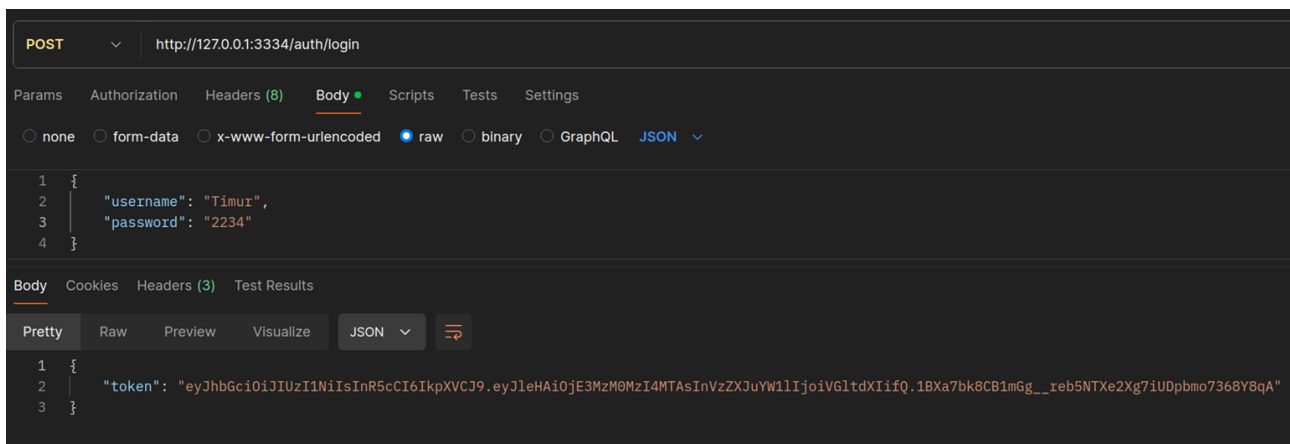 POST http://127.0.0.1:3334/auth/login
Params Authorization Headers (8) Body Scripts Tests Settings
none form-data x-www-form-urlencoded raw binary GraphQL JSON
1 {
2 "username": "Timur",
3 "password": "2234"
4 }
Body Cookies Headers (3) Test Results
Pretty Raw Preview Visualize JSON
1 {
2 "token": "eyJhbGciOiJIUzI1NiIsInR5cCI6IkpXVCJ9.eyJleHAiOjE3MzM0MzI4MTAsInVzZXJuYW1lIjoiVGltdXIifQ.1BXa7bk8CB1mGg__reb5NTXe2Xg7iUDpbmo7368Y8qA"
3 }